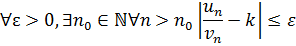 ∀ε > 0, ∃n₀ ∈ ℕ∀n > n₀ |uₙ/vₙ − k| ≤ ε